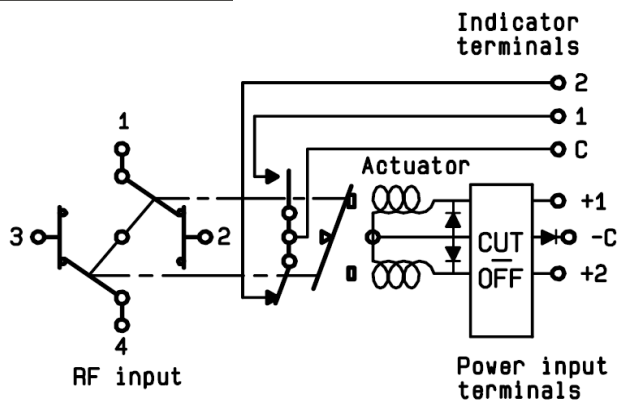 Indicator
terminals
2
1
C
1
Actuator
+1
3
2
CUT
OFF
-C
+2
4
RF input
Power input
terminals